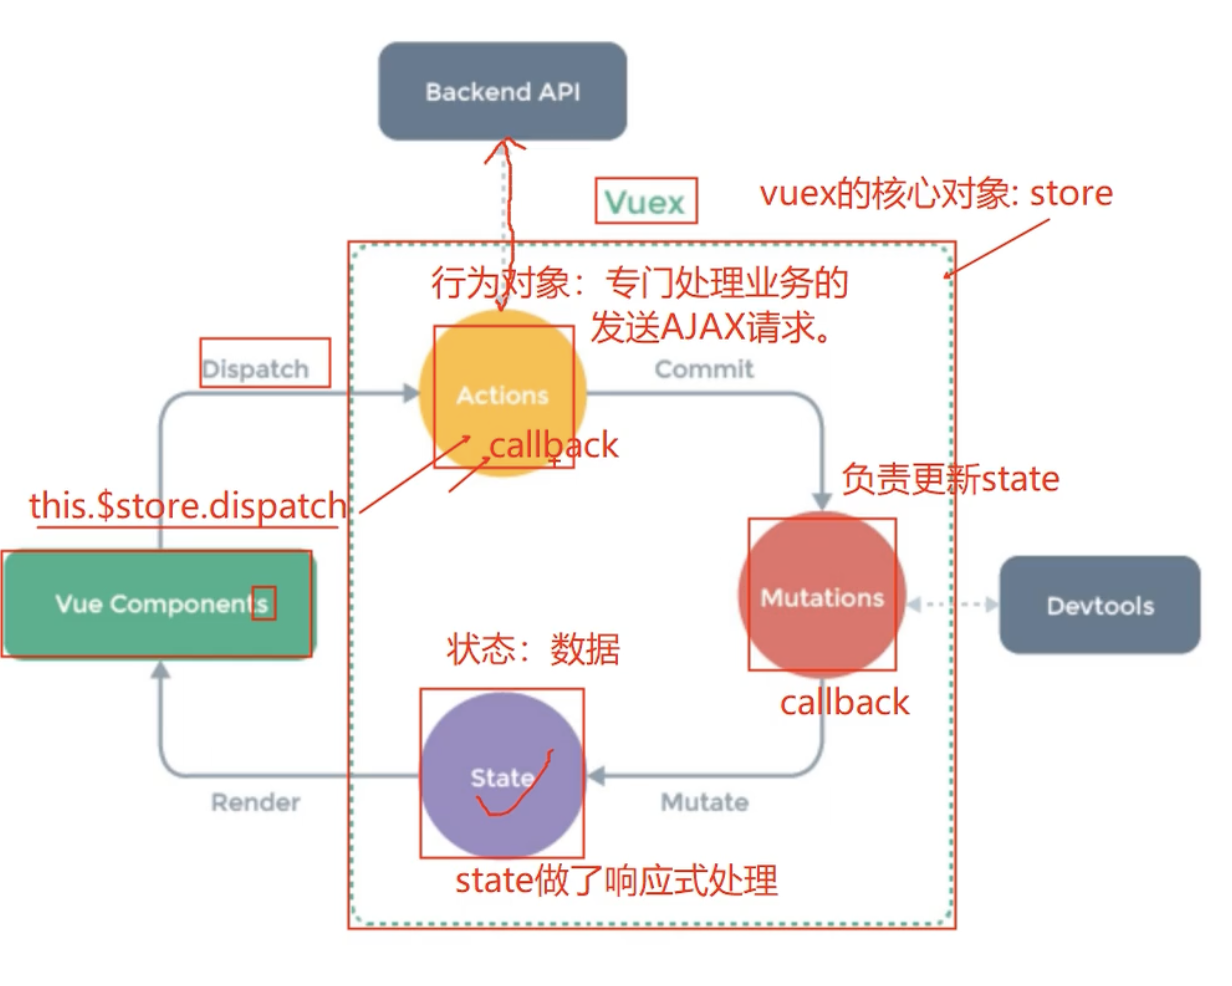 Backend API
Vuex
vuex的核心对象: store
行为对象：专门处理业务的
发送AJAX请求。
Dispatch
Actions
Commit
callback
负责更新state
this.$store.dispatch
Vue Components
Mutations
Devtools
状态：数据
callback
State
Render
Mutate
state做了响应式处理